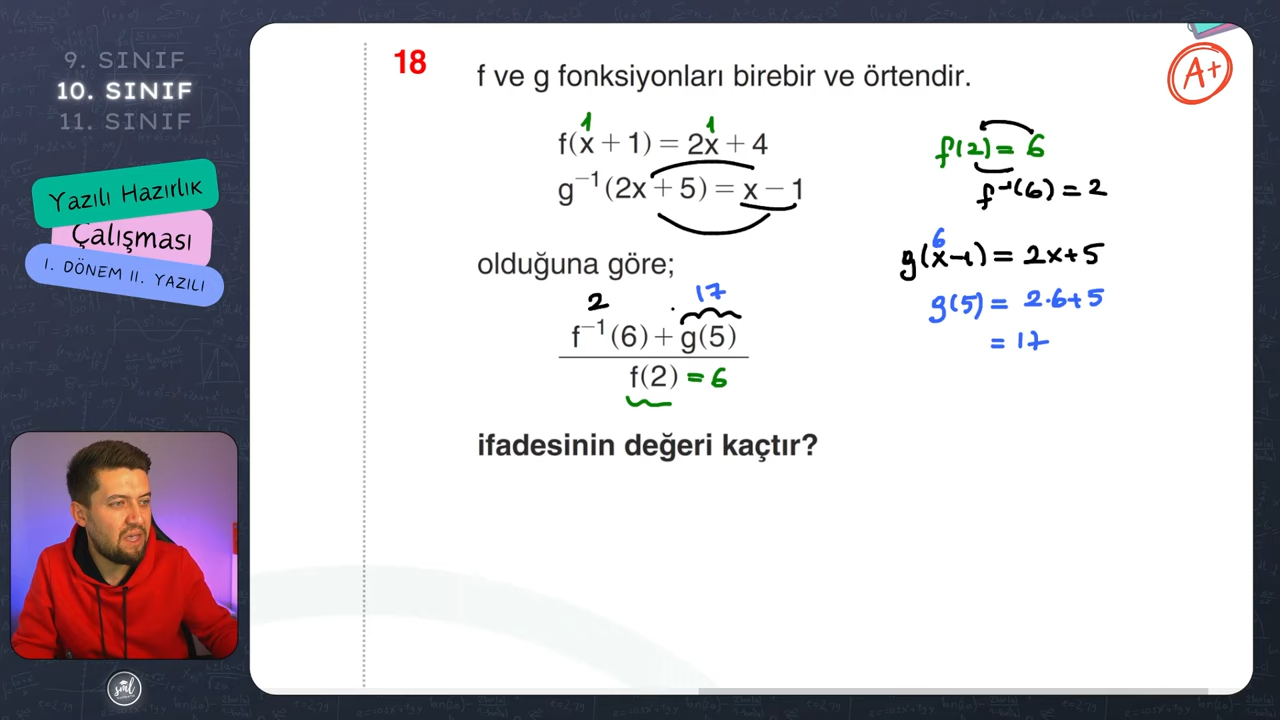 9. SINIF
10. SINIF
11. SINIF
Yazılı Hazırlık
Çalışması
I. DÖNEM II. YAZILI
sml
A+
18
f ve g fonksiyonları birebir ve örtendir.
1 1
f(x + 1) = 2x + 4
g⁻¹(2x + 5) = x − 1
olduğuna göre;
2 17
f⁻¹(6) + g(5)
f(2) = 6
ifadesinin değeri kaçtır?
f(2) = 6
f⁻¹(6) = 2
6
g(x-1) = 2x+5
g(5) = 2.6+5
= 17